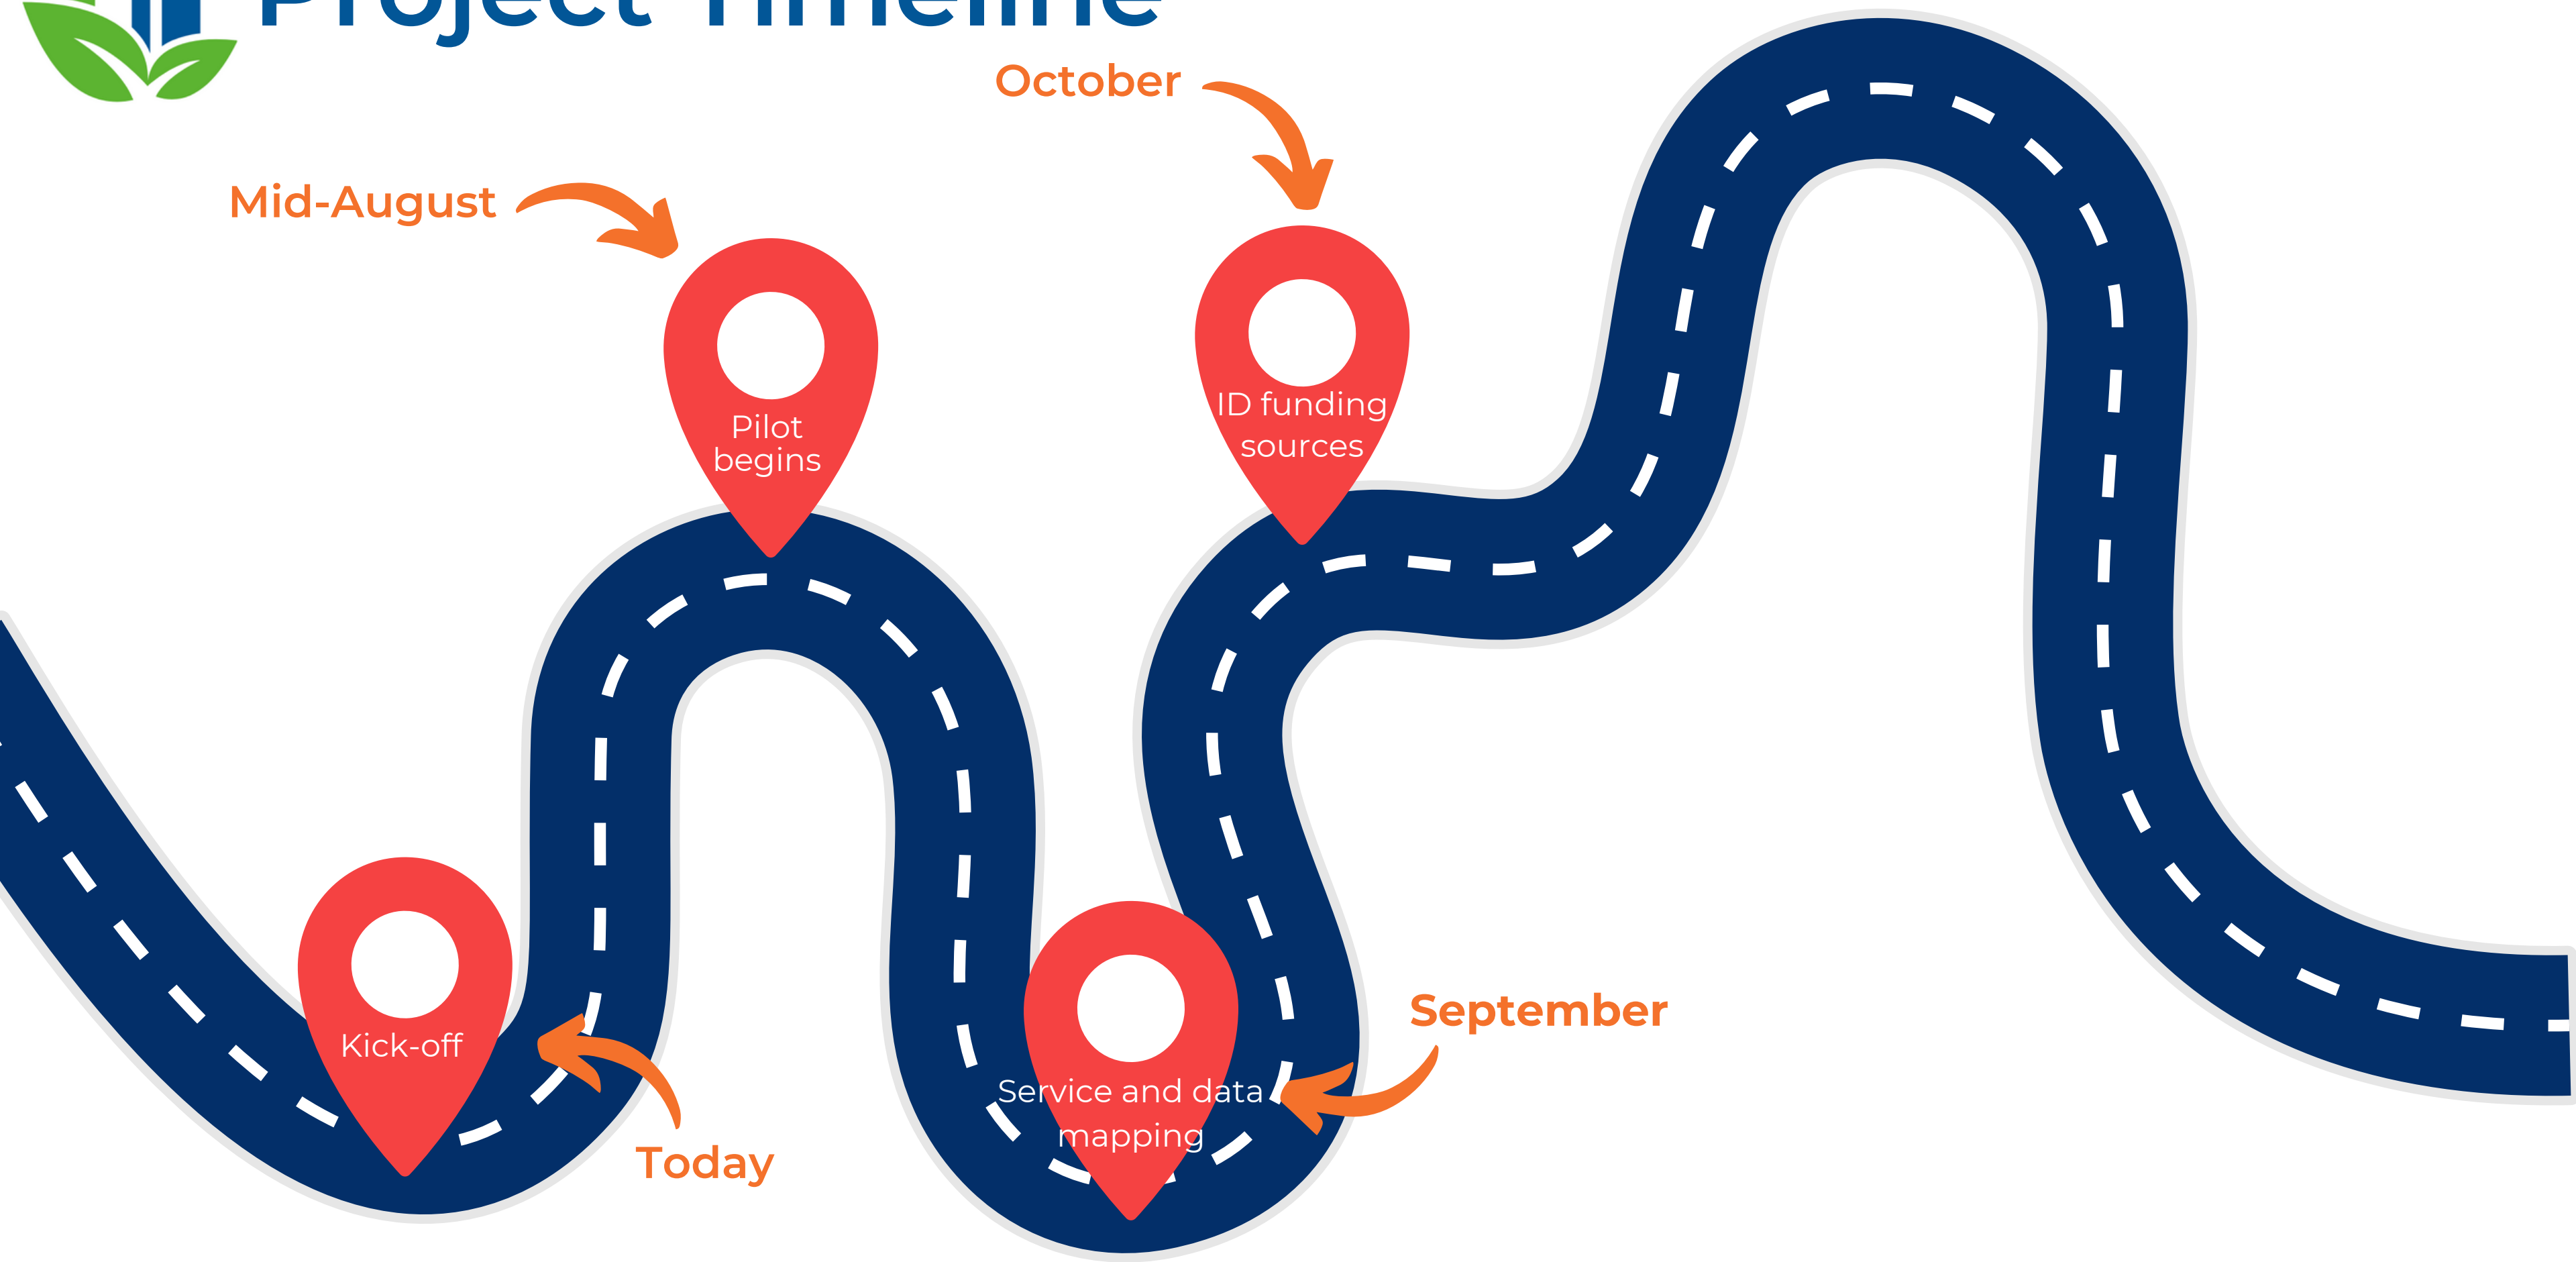 Project Timeline
October
Mid-August
Pilot
begins
ID funding
sources
Kick-off
Today
Service and data
mapping
September